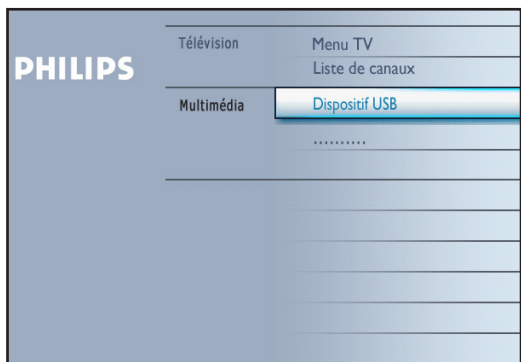 PHILIPS
Télévision
Menu TV
Liste de canaux
Multimédia
Dispositif USB
..........